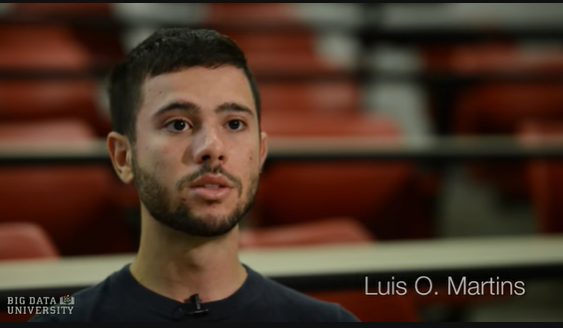 Luis O. Martins
BIG DATA
UNIVERSITY